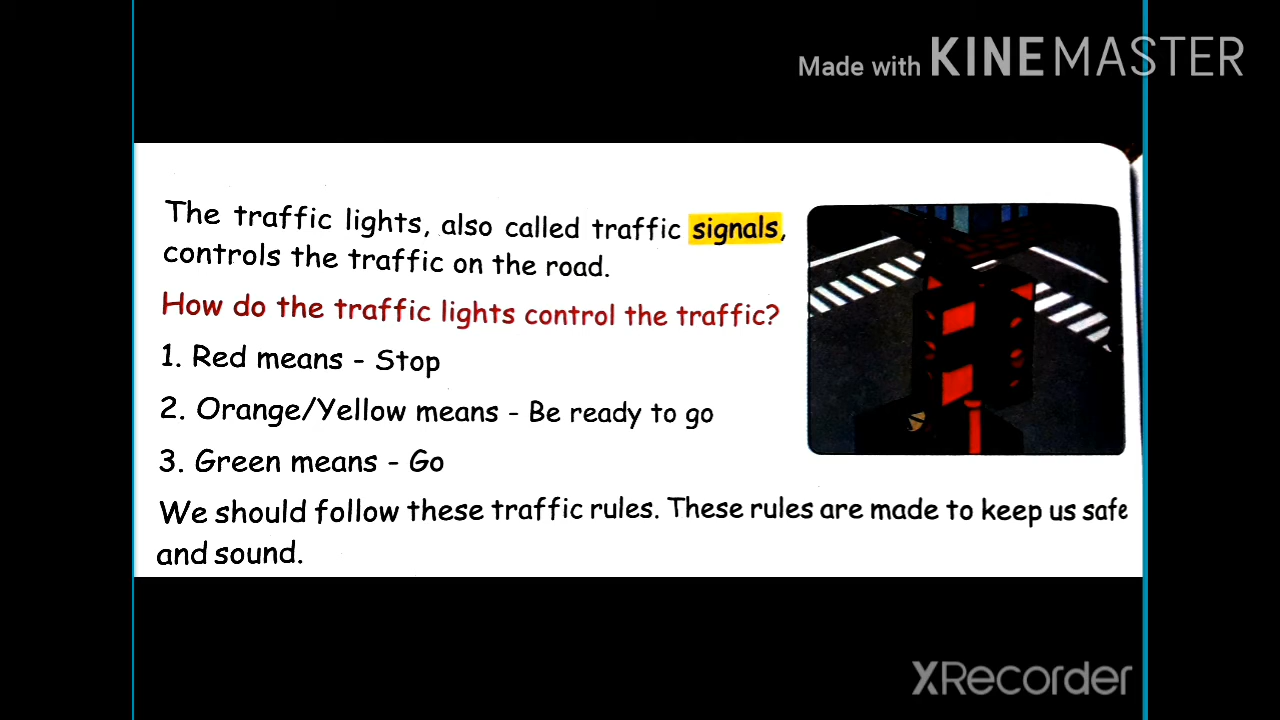 Made with KINEMASTER
The traffic lights, also called traffic signals,
controls the traffic on the road.
How do the traffic lights control the traffic?
1. Red means - Stop
2. Orange/Yellow means - Be ready to go
3. Green means - Go
We should follow these traffic rules. These rules are made to keep us safe
and sound.
XRecorder